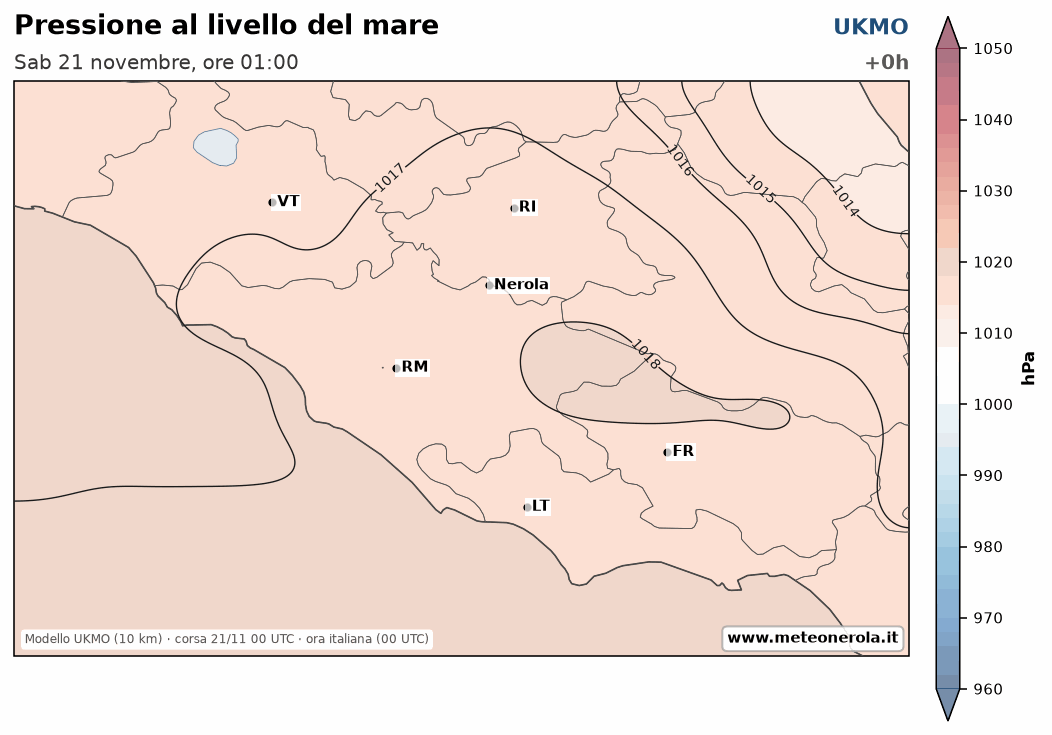 Pressione al livello del mare
UKMO
Sab 21 novembre, ore 01:00
+0h
1050
1040
1030
1020
1010
1000
990
980
970
960
hPa
1017
1016
1015
1014
VT
RI
Nerola
1018
RM
FR
LT
Modello UKMO (10 km) · corsa 21/11 00 UTC · ora italiana (00 UTC)
www.meteonerola.it